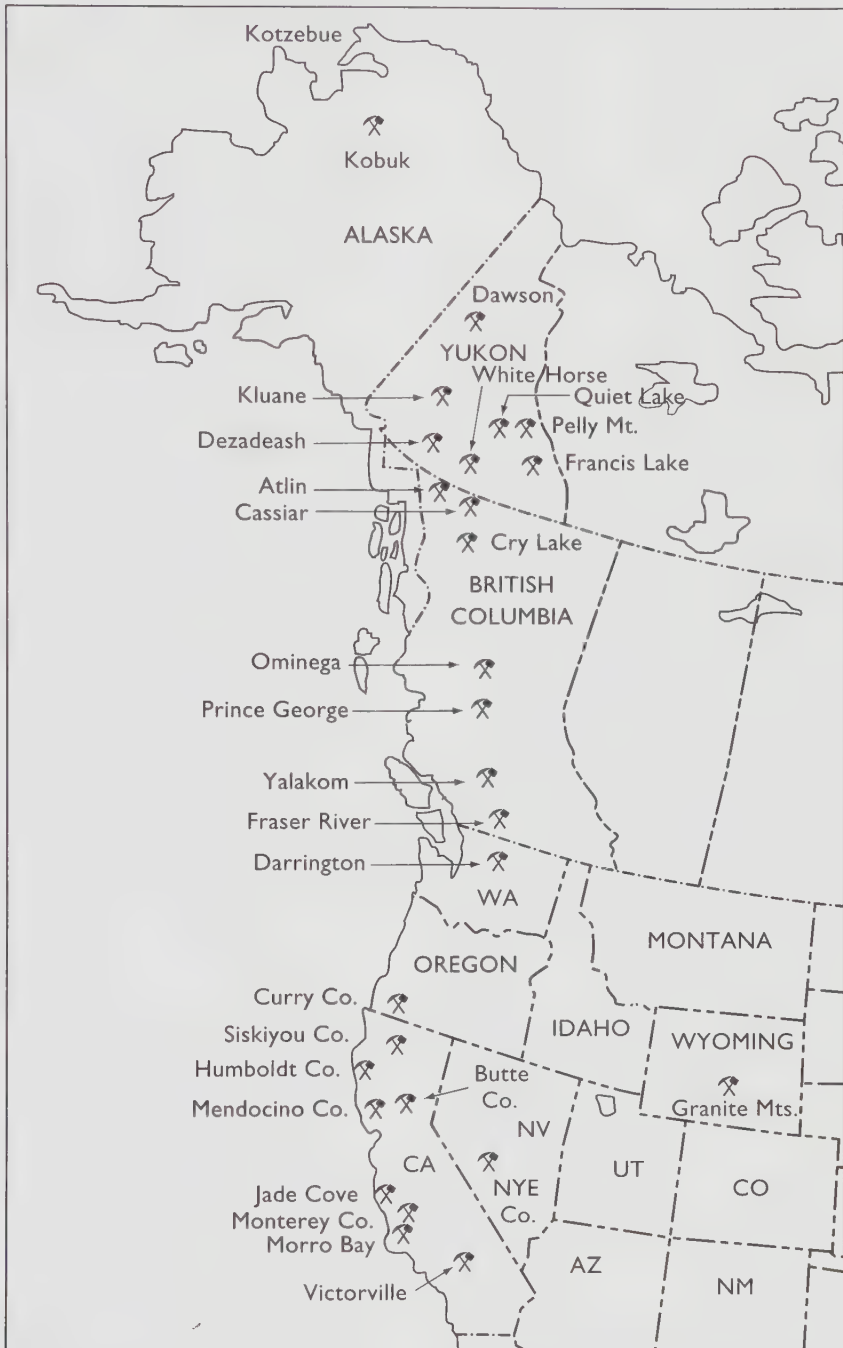 Kotzebue
Kobuk
ALASKA
Dawson
YUKON
White Horse
Kluane
Quiet Lake
Pelly Mt.
Dezadeash
Francis Lake
Atlin
Cassiar
Cry Lake
BRITISH
COLUMBIA
Ominega
Prince George
Yalakom
Fraser River
Darrington
WA
MONTANA
OREGON
Curry Co.
IDAHO
WYOMING
Siskiyou Co.
Humboldt Co.
Butte
Co.
Mendocino Co.
Granite Mts.
NV
CA
UT
CO
NYE
Co.
Jade Cove
Monterey Co.
Morro Bay
AZ
NM
Victorville